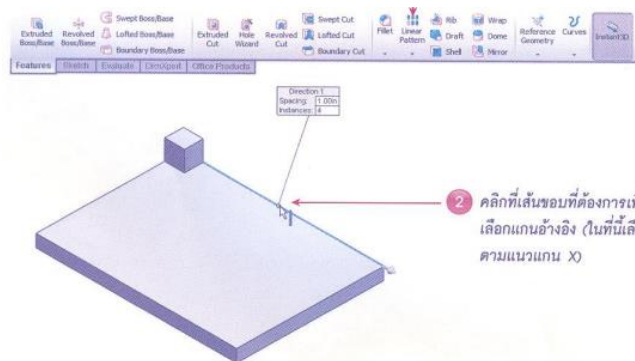 Extruded Boss/Base
Revolved Boss/Base
Swept Boss/Base
Lofted Boss/Base
Boundary Boss/Base
Extruded Cut
Hole Wizard
Revolved Cut
Swept Cut
Lofted Cut
Boundary Cut
Fillet
Linear Pattern
Rib
Draft
Shell
Wrap
Dome
Mirror
Reference Geometry
Curves
Instant3D
Features
Sketch
Evaluate
DimXpert
Office Products
Direction 1
Spacing: 1.00in
Instances: 4
2
คลิกที่เส้นขอบที่ต้องการ
เลือกแกนอ้างอิง (ในที่นี้
ตามแนวแกน X)